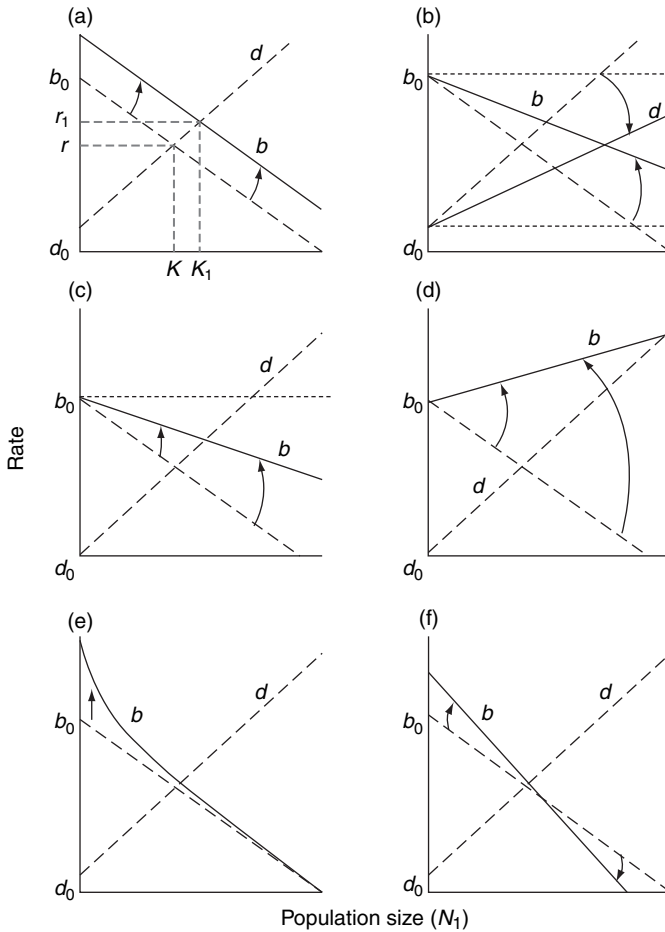 (a)
b₀
r₁
r
d₀
d
b
K
K₁
(b)
b₀
b
d
d₀
(c)
b₀
d
b
d₀
(d)
b₀
b
d
d₀
Rate
(e)
b₀
b
d
d₀
(f)
b₀
b
d
d₀
Population size (N₁)